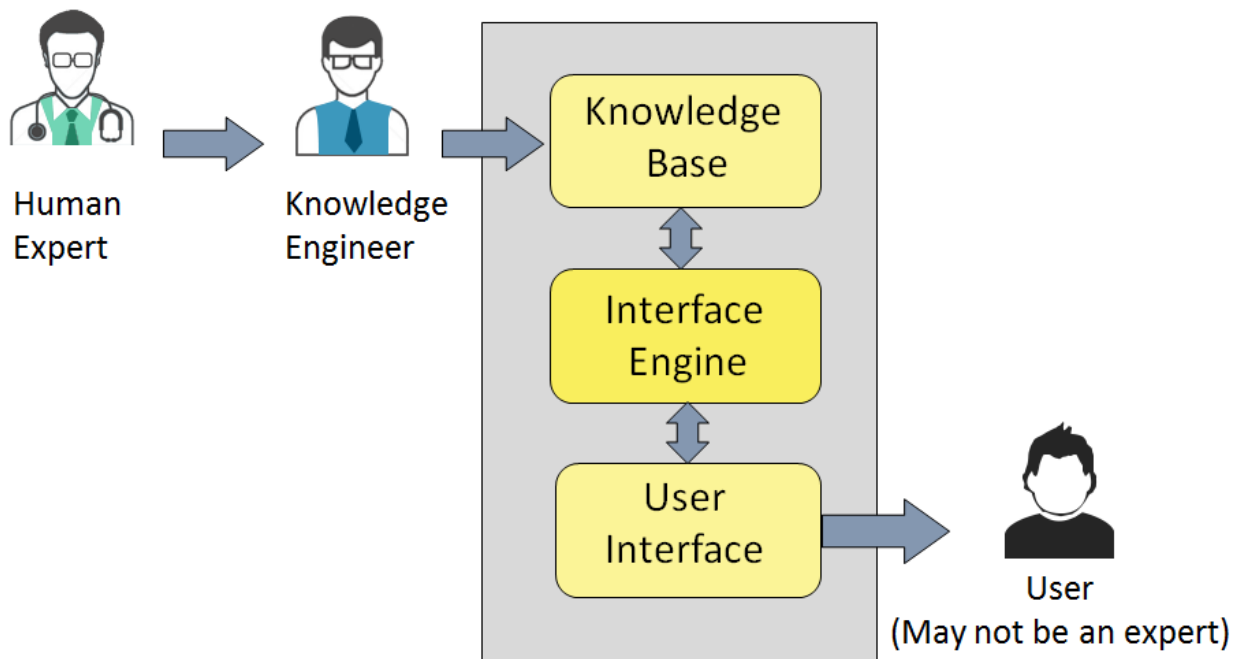 Human
Expert
Knowledge
Engineer
Knowledge
Base
Interface
Engine
User
Interface
User
(May not be an expert)